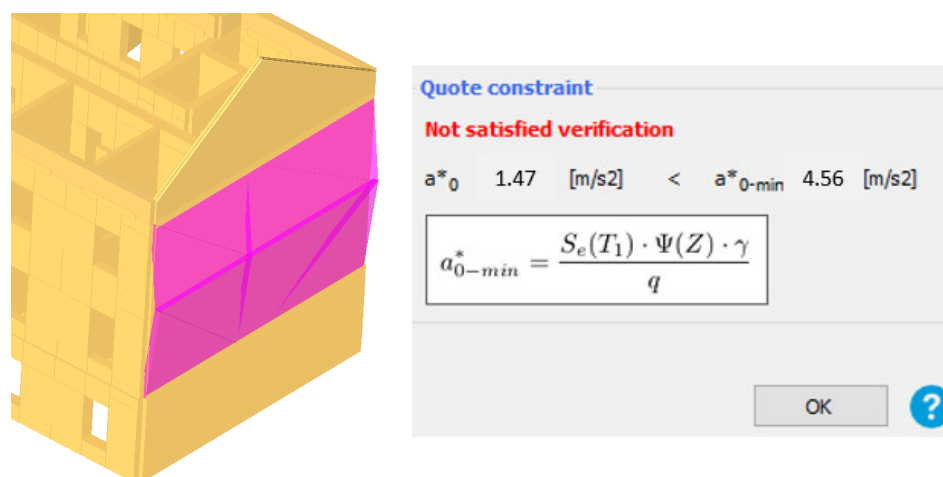 Quote constraint
Not satisfied verification
a*₀ 1.47 [m/s2] < a*₀₋ₘᵢₙ 4.56 [m/s2]
a*₀₋ₘᵢₙ = Sₑ(T₁) · Ψ(Z) · γ / q
OK
?